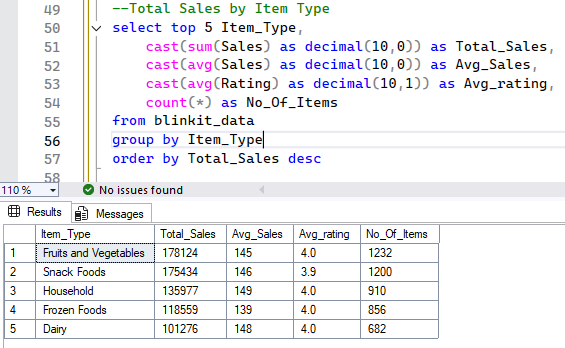 49 --Total Sales by Item Type
50 select top 5 Item_Type,
51 cast(sum(Sales) as decimal(10,0)) as Total_Sales,
52 cast(avg(Sales) as decimal(10,0)) as Avg_Sales,
53 cast(avg(Rating) as decimal(10,1)) as Avg_rating,
54 count(*) as No_Of_Items
55 from blinkit_data
56 group by Item_Type
57 order by Total_Sales desc
58
110 % No issues found
Results Messages
Item_Type Total_Sales Avg_Sales Avg_rating No_Of_Items
1 Fruits and Vegetables 178124 145 4.0 1232
2 Snack Foods 175434 146 3.9 1200
3 Household 135977 149 4.0 910
4 Frozen Foods 118559 139 4.0 856
5 Dairy 101276 148 4.0 682